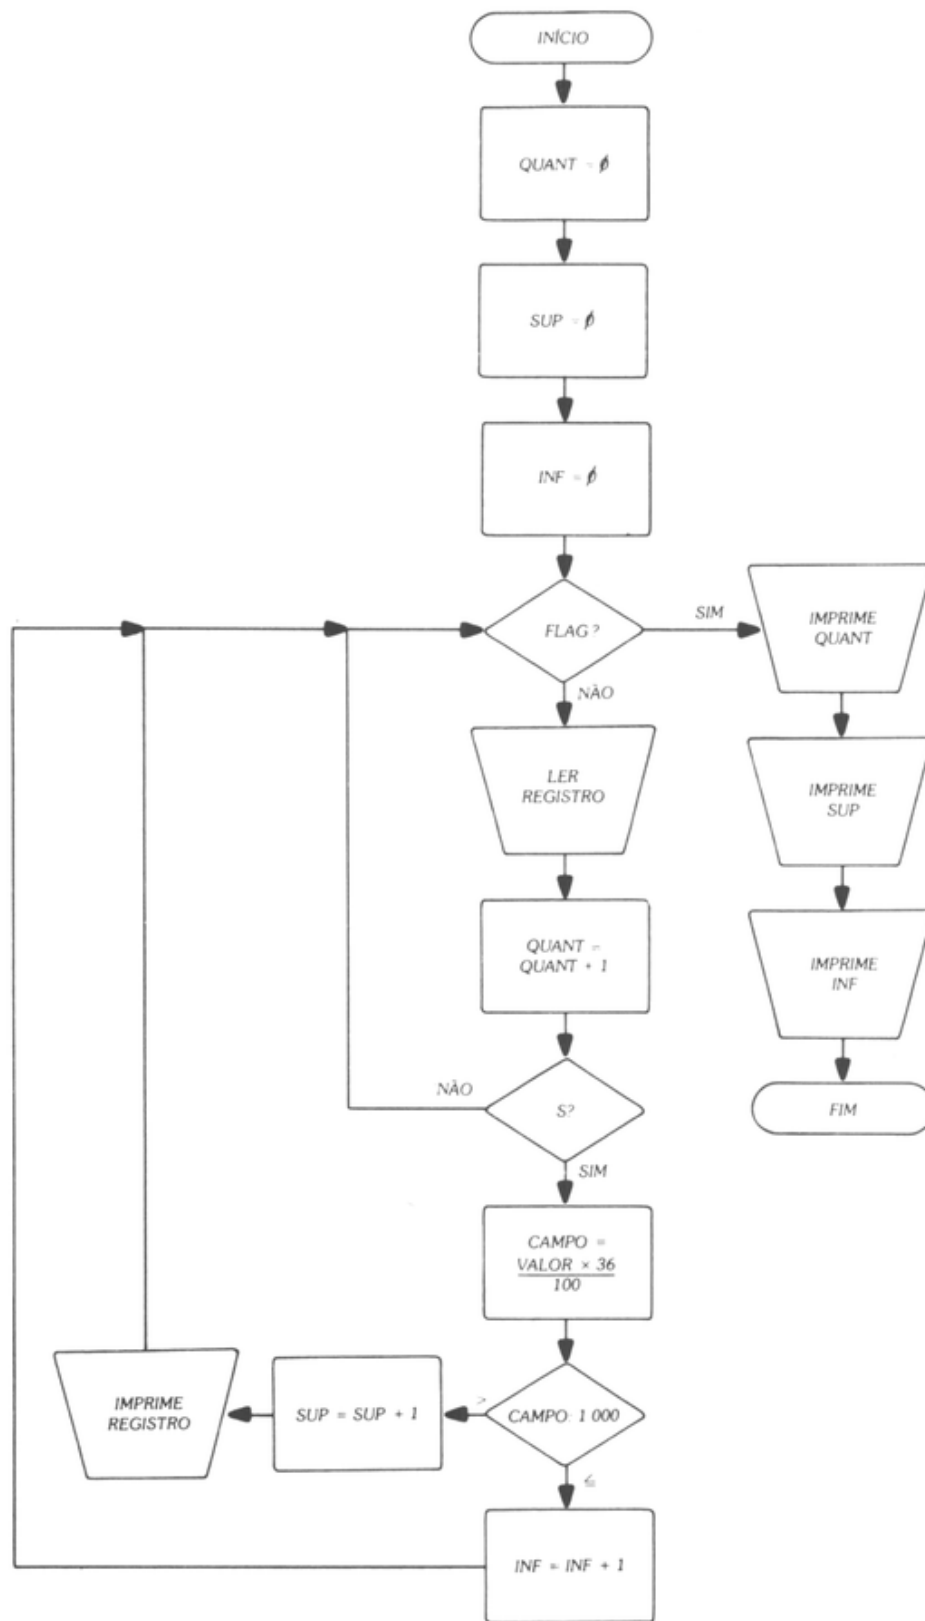 INÍCIO
QUANT = ϕ
SUP = ϕ
INF = ϕ
FLAG?
SIM
IMPRIME
QUANT
NÃO
LER
REGISTRO
IMPRIME
SUP
QUANT =
QUANT + 1
IMPRIME
INF
NÃO
S?
FIM
SIM
CAMPO =
VALOR × 36
100
IMPRIME
REGISTRO
SUP = SUP + 1
>
CAMPO: 1 000
≤
INF = INF + 1